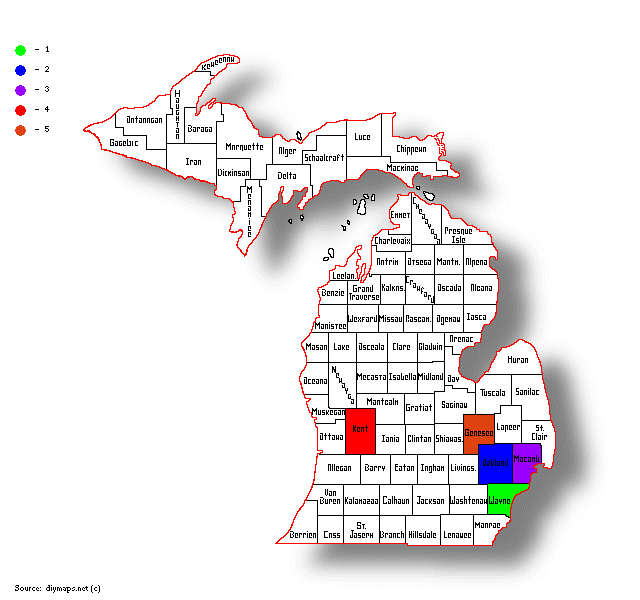 - 1
- 2
- 3
- 4
- 5
Keweenaw
Houghton
Ontonagon
Baraga
Gogebic
Iron
Marquette
Dickinson
Menominee
Alger
Delta
Schoolcraft
Luce
Chippewa
Mackinac
Emmet
Cheboygan
Presque
Isle
Charlevoix
Antrim
Otsego
Montm.
Alpena
Leelan.
Benzie
Grand
Traverse
Kalkns.
Crawford
Oscoda
Alcona
Manistee
Wexford
Missau
Roscom.
Ogemaw
Iosco
Arenac
Mason
Lake
Osceola
Clare
Gladwin
Huron
Oceana
Newaygo
Mecosta
Isabella
Midland
Bay
Tuscola
Sanilac
Muskegon
Montcalm
Gratiot
Saginaw
Ottawa
Kent
Ionia
Clinton
Shiawas.
Genesee
Lapeer
St.
Clair
Allegan
Barry
Eaton
Ingham
Livings.
Macomb
Van
Buren
Kalamazoo
Calhoun
Jackson
Washtenaw
Wayne
Berrien
Cass
St.
Joseph
Branch
Hillsdale
Lenawee
Monroe
Source: diymaps.net (c)